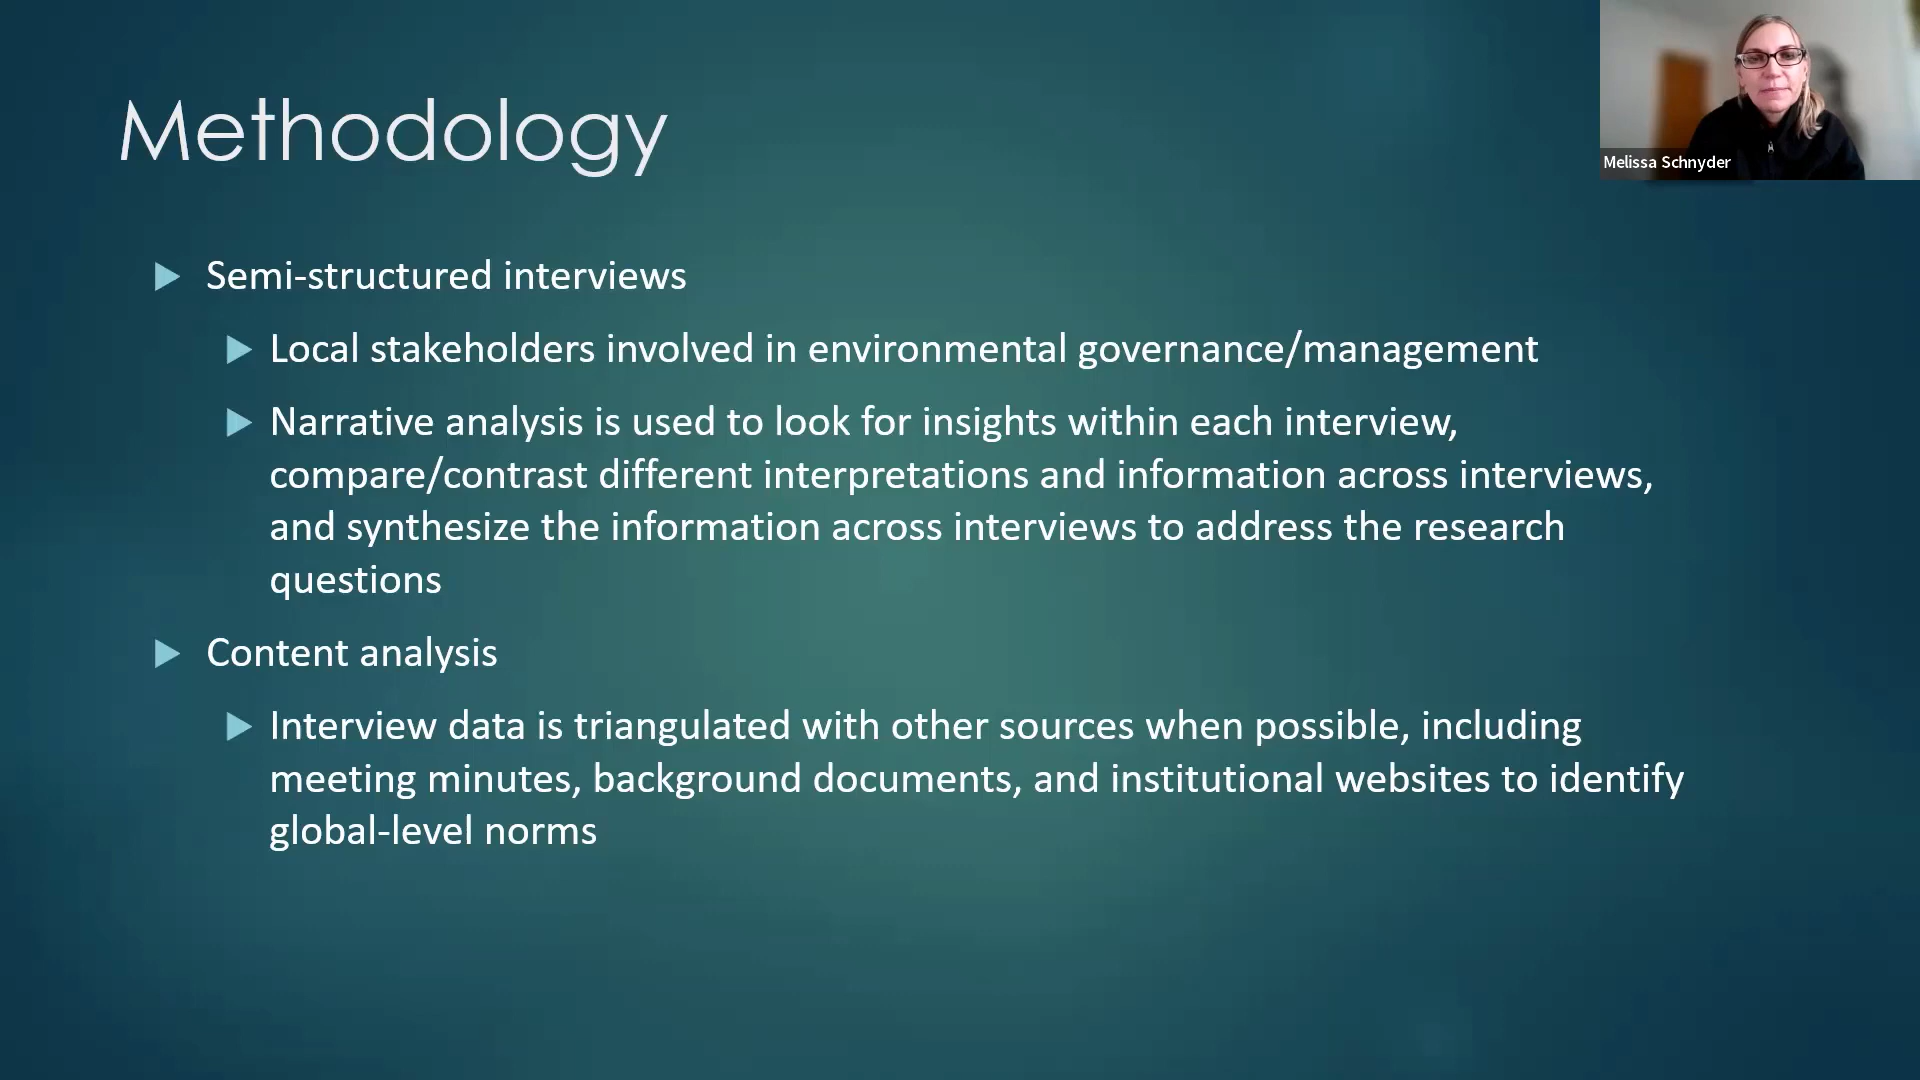 Methodology
Melissa Schnyder
Semi-structured interviews
Local stakeholders involved in environmental governance/management
Narrative analysis is used to look for insights within each interview,
compare/contrast different interpretations and information across interviews,
and synthesize the information across interviews to address the research
questions
Content analysis
Interview data is triangulated with other sources when possible, including
meeting minutes, background documents, and institutional websites to identify
global-level norms